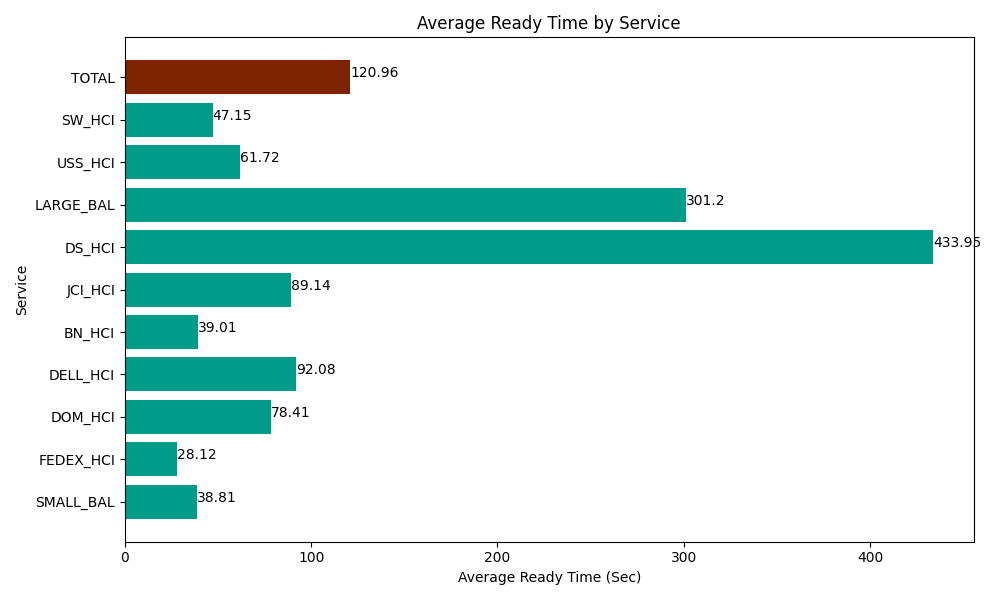 Average Ready Time by Service
TOTAL 120.96
SW_HCI 47.15
USS_HCI 61.72
LARGE_BAL 301.2
DS_HCI 433.95
JCI_HCI 89.14
BN_HCI 39.01
DELL_HCI 92.08
DOM_HCI 78.41
FEDEX_HCI 28.12
SMALL_BAL 38.81
Service
0 100 200 300 400
Average Ready Time (Sec)